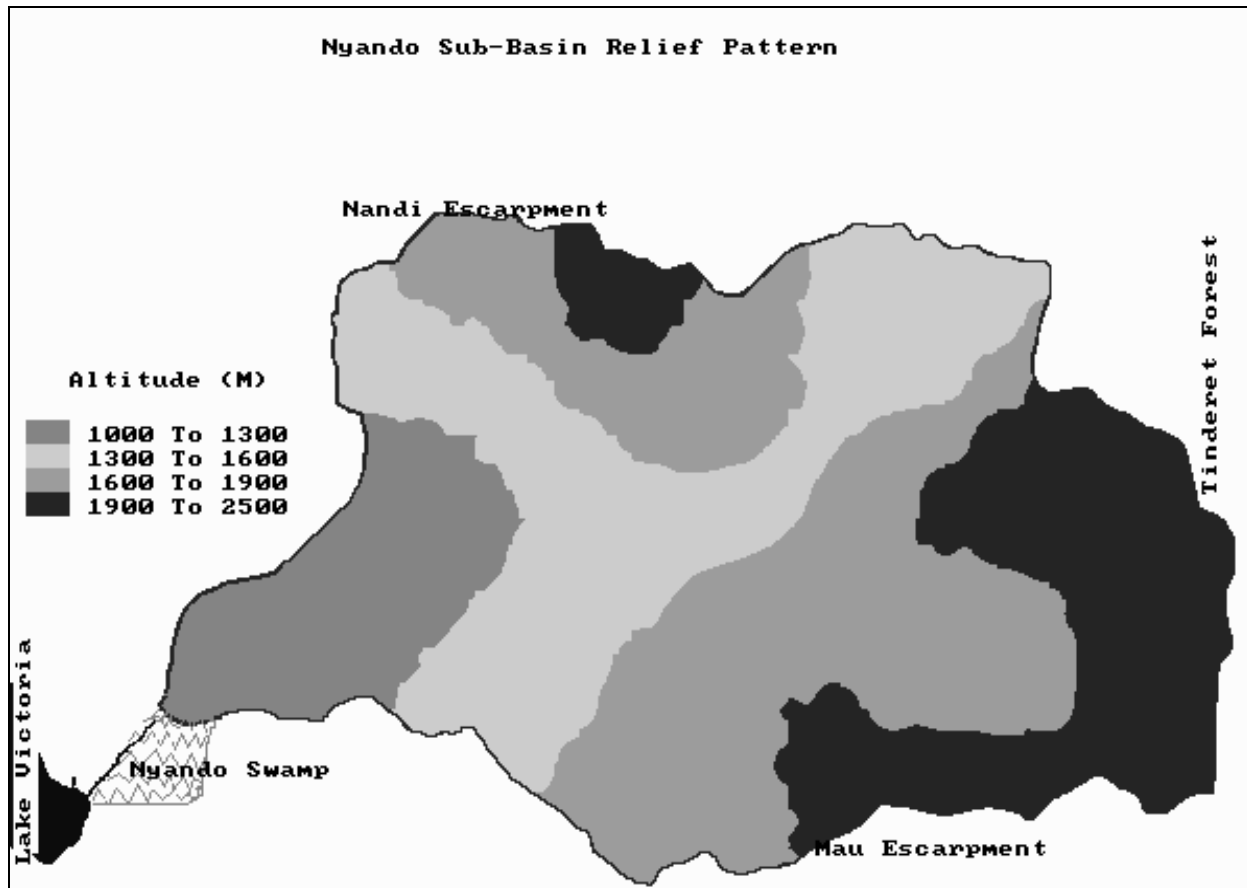 Nyando Sub-Basin Relief Pattern
Nandi Escarpment
Tinderet Forest
Altitude (M)
1000 To 1300
1300 To 1600
1600 To 1900
1900 To 2500
Lake Victoria
Nyando Swamp
Mau Escarpment